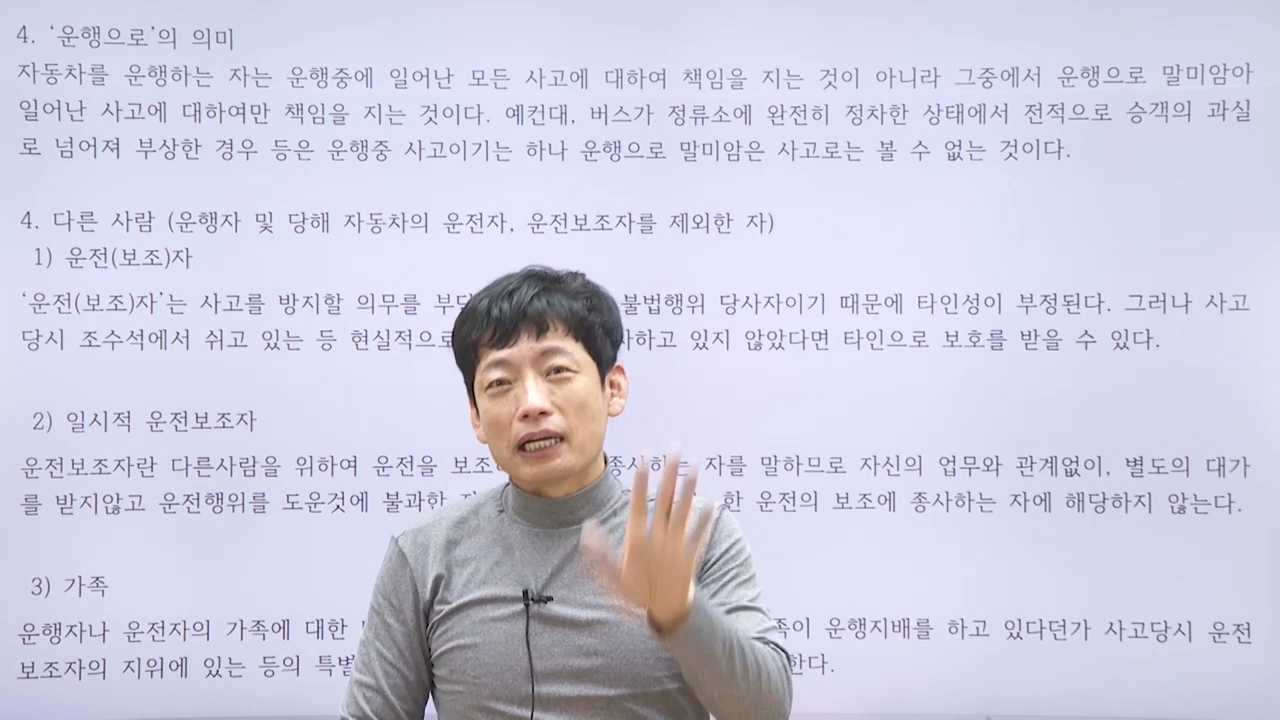 4. ‘운행으로’의 의미
자동차를 운행하는 자는 운행중에 일어난 모든 사고에 대하여 책임을 지는 것이 아니라 그중에서 운행으로 말미암아
일어난 사고에 대하여만 책임을 지는 것이다. 예컨대, 버스가 정류소에 완전히 정차한 상태에서 전적으로 승객의 과실
로 넘어져 부상한 경우 등은 운행중 사고이기는 하나 운행으로 말미암은 사고로는 볼 수 없는 것이다.
4. 다른 사람 (운행자 및 당해 자동차의 운전자, 운전보조자를 제외한 자)
1) 운전(보조)자
‘운전(보조)자’는 사고를 방지할 의무를 불법행위 당사자이기 때문에 타인성이 부정된다. 그러나 사고
당시 조수석에서 쉬고 있는 등 현실적으로 있지 않았다면 타인으로 보호를 받을 수 있다.
2) 일시적 운전보조자
운전보조자란 다른사람을 위하여 운전을 종사하는 자를 말하므로 자신의 업무와 관계없이, 별도의 대가
를 받지않고 운전행위를 도운것에 불과한 한 운전의 보조에 종사하는 자에 해당하지 않는다.
3) 가족
운행자나 운전자의 가족에 대한 운행지배를 하고 있다던가 사고당시 운전
보조자의 지위에 있는 등의